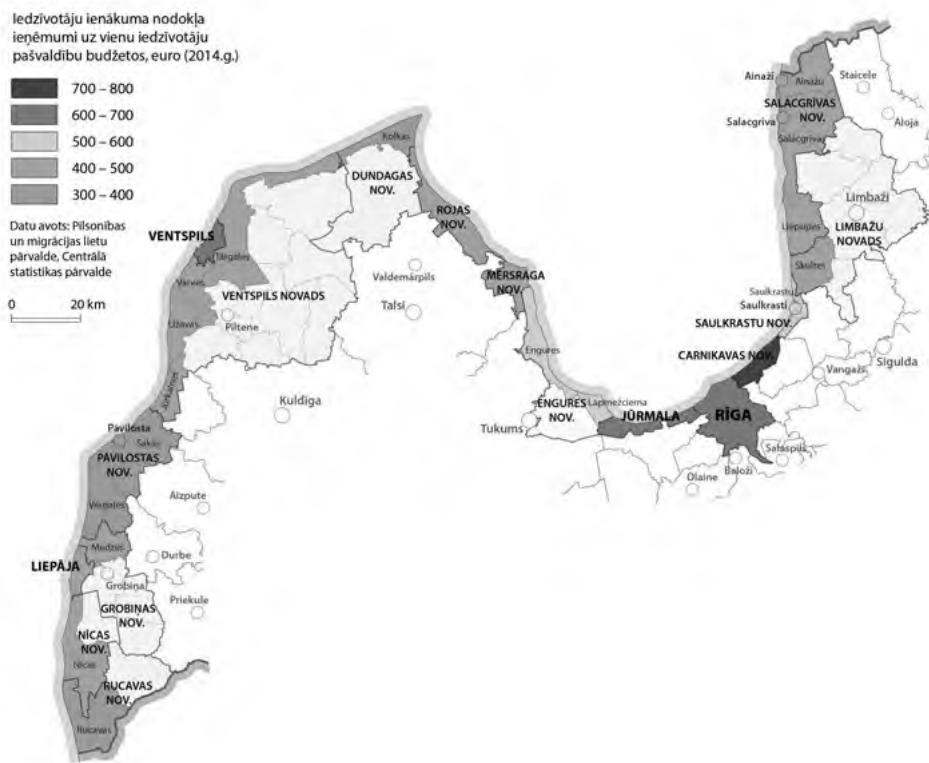 Iedzīvotāju ienākuma nodokļa
ieņēmumi uz vienu iedzīvotāju
pašvaldību budžetos, euro (2014.g.)
700 – 800
600 – 700
500 – 600
400 – 500
300 – 400
Datu avots: Pilsonības
un migrācijas lietu
pārvalde, Centrālā
statistikas pārvalde
0 20 km
Ainaži
Ainažu
Staicele
SALACGRĪVAS
NOV.
Salacgrīva
Aloja
Salacgrīvas
Kolkas
DUNDAGAS
NOV.
Limbaži
LIMBAŽU
NOVADS
Liepupes
Skultes
ROJAS
NOV.
VENTSPILS
Tārgales
Valdemārpils
MĒRSRAGA
NOV.
Vārves
VENTSPILS NOVADS
Piltene
Talsi
Užavas
Saulkrastu
Saulkrasti
SAULKRASTU NOV.
Engures
CARNIKAVAS NOV.
Sigulda
Vangaži
Jūrkalnes
Kuldīga
ENGURES
NOV.
Lapmežciema
JŪRMALA
RĪGA
Tukums
Pāvilosta
Sakas
PĀVILOSTAS
NOV.
Salaspils
Baloži
Olaine
Vērgales
Aizpute
Medzes
LIEPĀJA
Durbe
Grobiņa
GROBIŅAS
NOV.
Priekule
NĪCAS
NOV.
Nīcas
RUCAVAS
NOV.
Rucavas